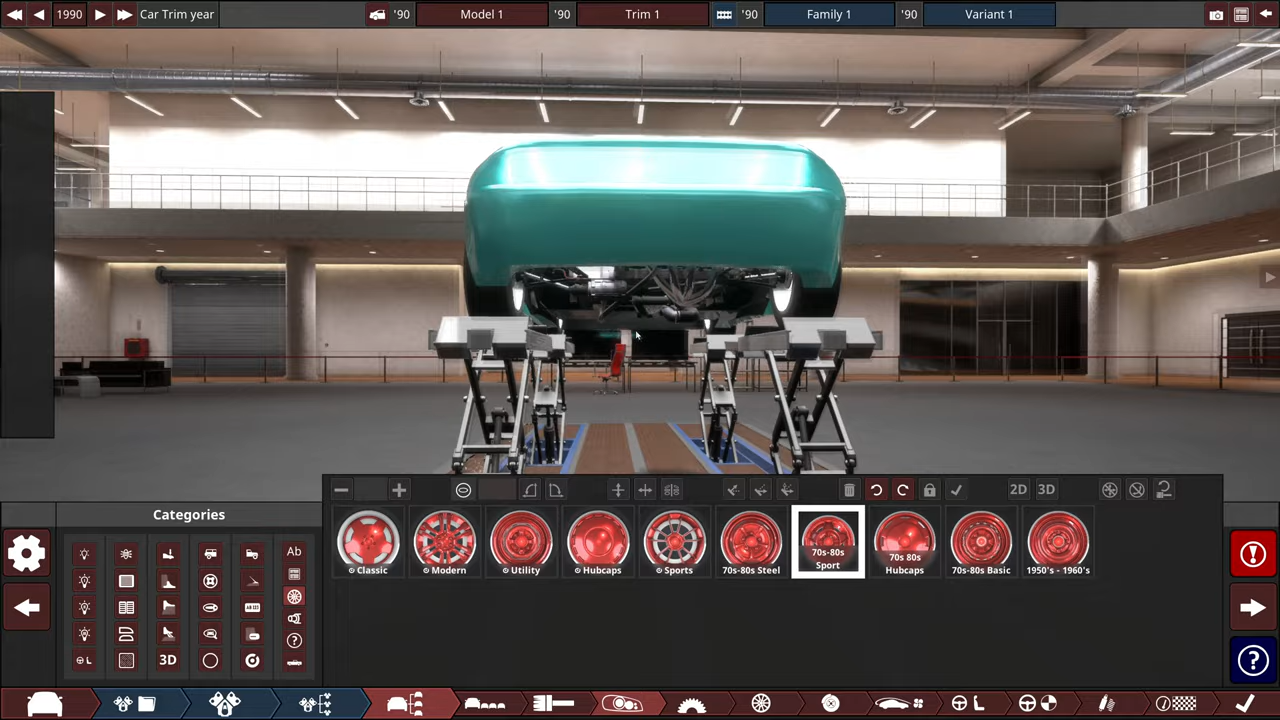 1990 Car Trim year '90 Model 1 '90 Trim 1 '90 Family 1 '90 Variant 1
2D 3D
Categories
Ab
L
3D
Classic Modern Utility Hubcaps Sports 70s-80s Steel 70s-80s Sport 70s 80s Hubcaps 70s-80s Basic 1950's - 1960's